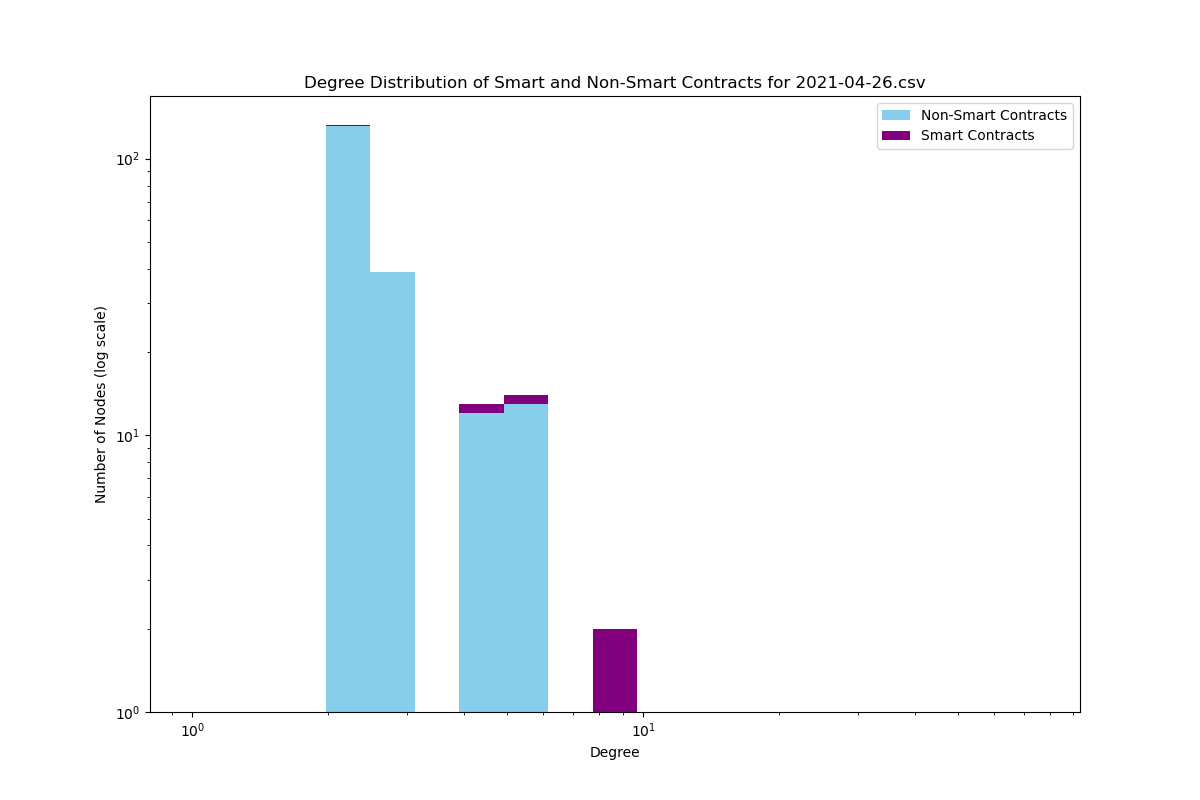 Degree Distribution of Smart and Non-Smart Contracts for 2021-04-26.csv
Non-Smart Contracts
Smart Contracts
Number of Nodes (log scale)
10²
10¹
10⁰
10⁰ 10¹
Degree